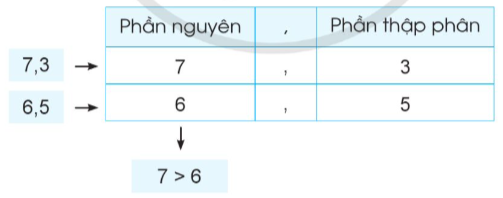 Phần nguyên , Phần thập phân
7,3 → 7 , 3
6,5 → 6 , 5
↓
7 > 6